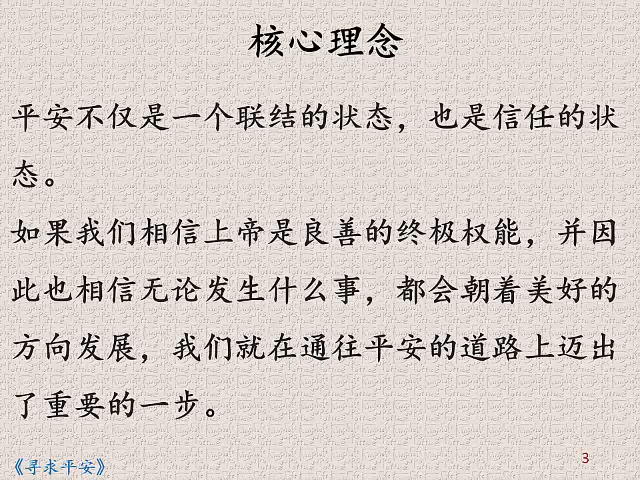 核心理念
平安不仅是一个联结的状态，也是信任的状
态。
如果我们相信上帝是良善的终极权能，并因
此也相信无论发生什么事，都会朝着美好的
方向发展，我们就在通往平安的道路上迈出
了重要的一步。
《寻求平安》
3